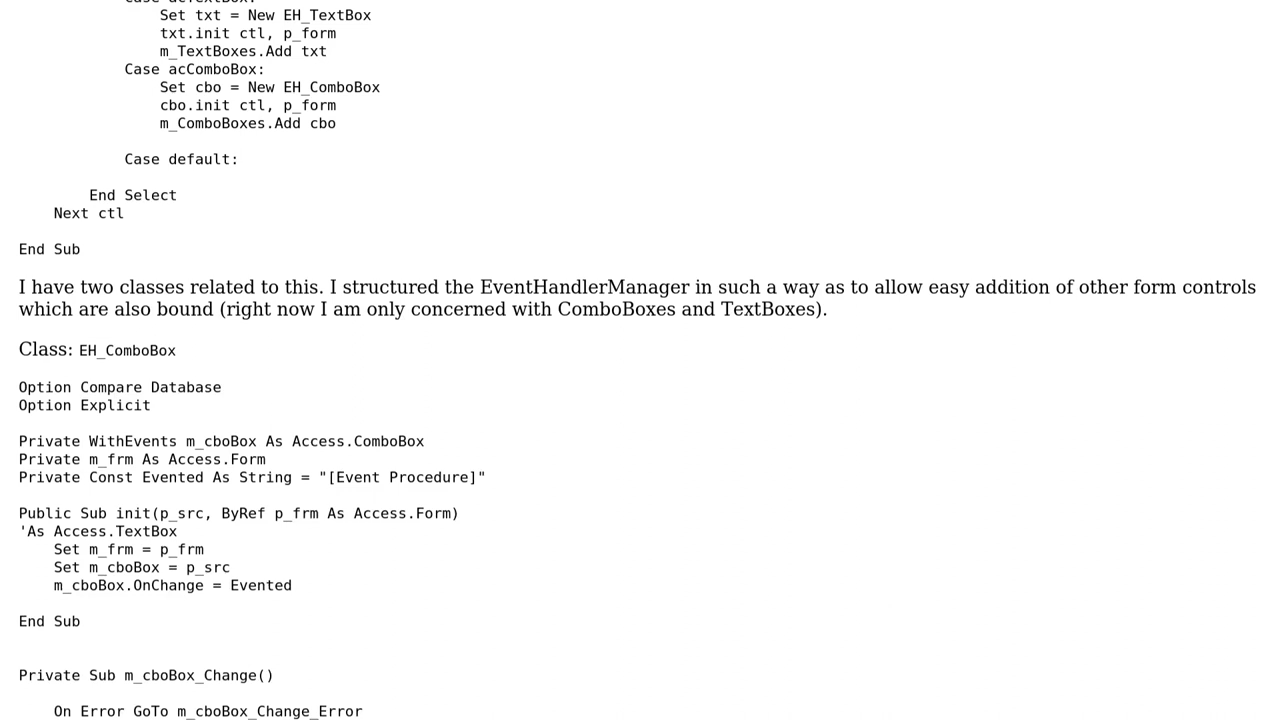 Case acTextBox:
Set txt = New EH_TextBox
txt.init ctl, p_form
m_TextBoxes.Add txt
Case acComboBox:
Set cbo = New EH_ComboBox
cbo.init ctl, p_form
m_ComboBoxes.Add cbo
Case default:
End Select
Next ctl
End Sub
I have two classes related to this. I structured the EventHandlerManager in such a way as to allow easy addition of other form controls
which are also bound (right now I am only concerned with ComboBoxes and TextBoxes).
Class: EH_ComboBox
Option Compare Database
Option Explicit
Private WithEvents m_cboBox As Access.ComboBox
Private m_frm As Access.Form
Private Const Evented As String = "[Event Procedure]"
Public Sub init(p_src, ByRef p_frm As Access.Form)
'As Access.TextBox
Set m_frm = p_frm
Set m_cboBox = p_src
m_cboBox.OnChange = Evented
End Sub
Private Sub m_cboBox_Change()
On Error GoTo m_cboBox_Change_Error